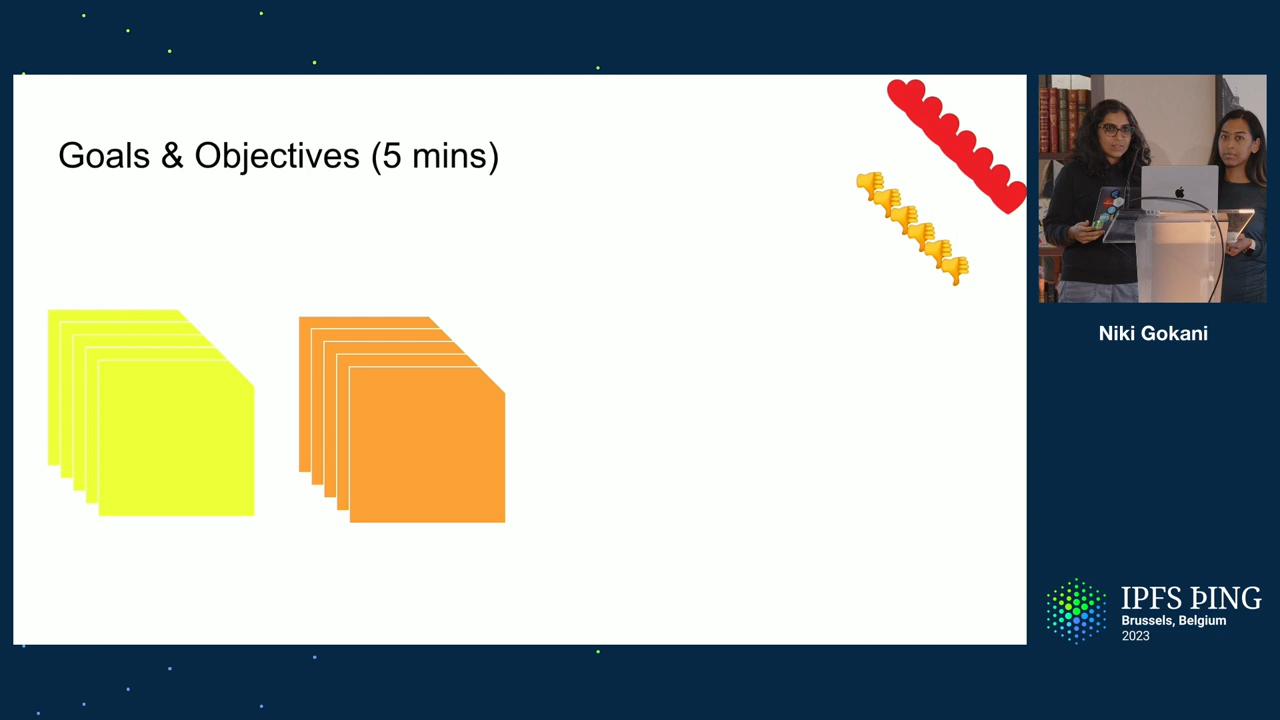 Goals & Objectives (5 mins)
Niki Gokani
IPFS ÞING
Brussels, Belgium
2023